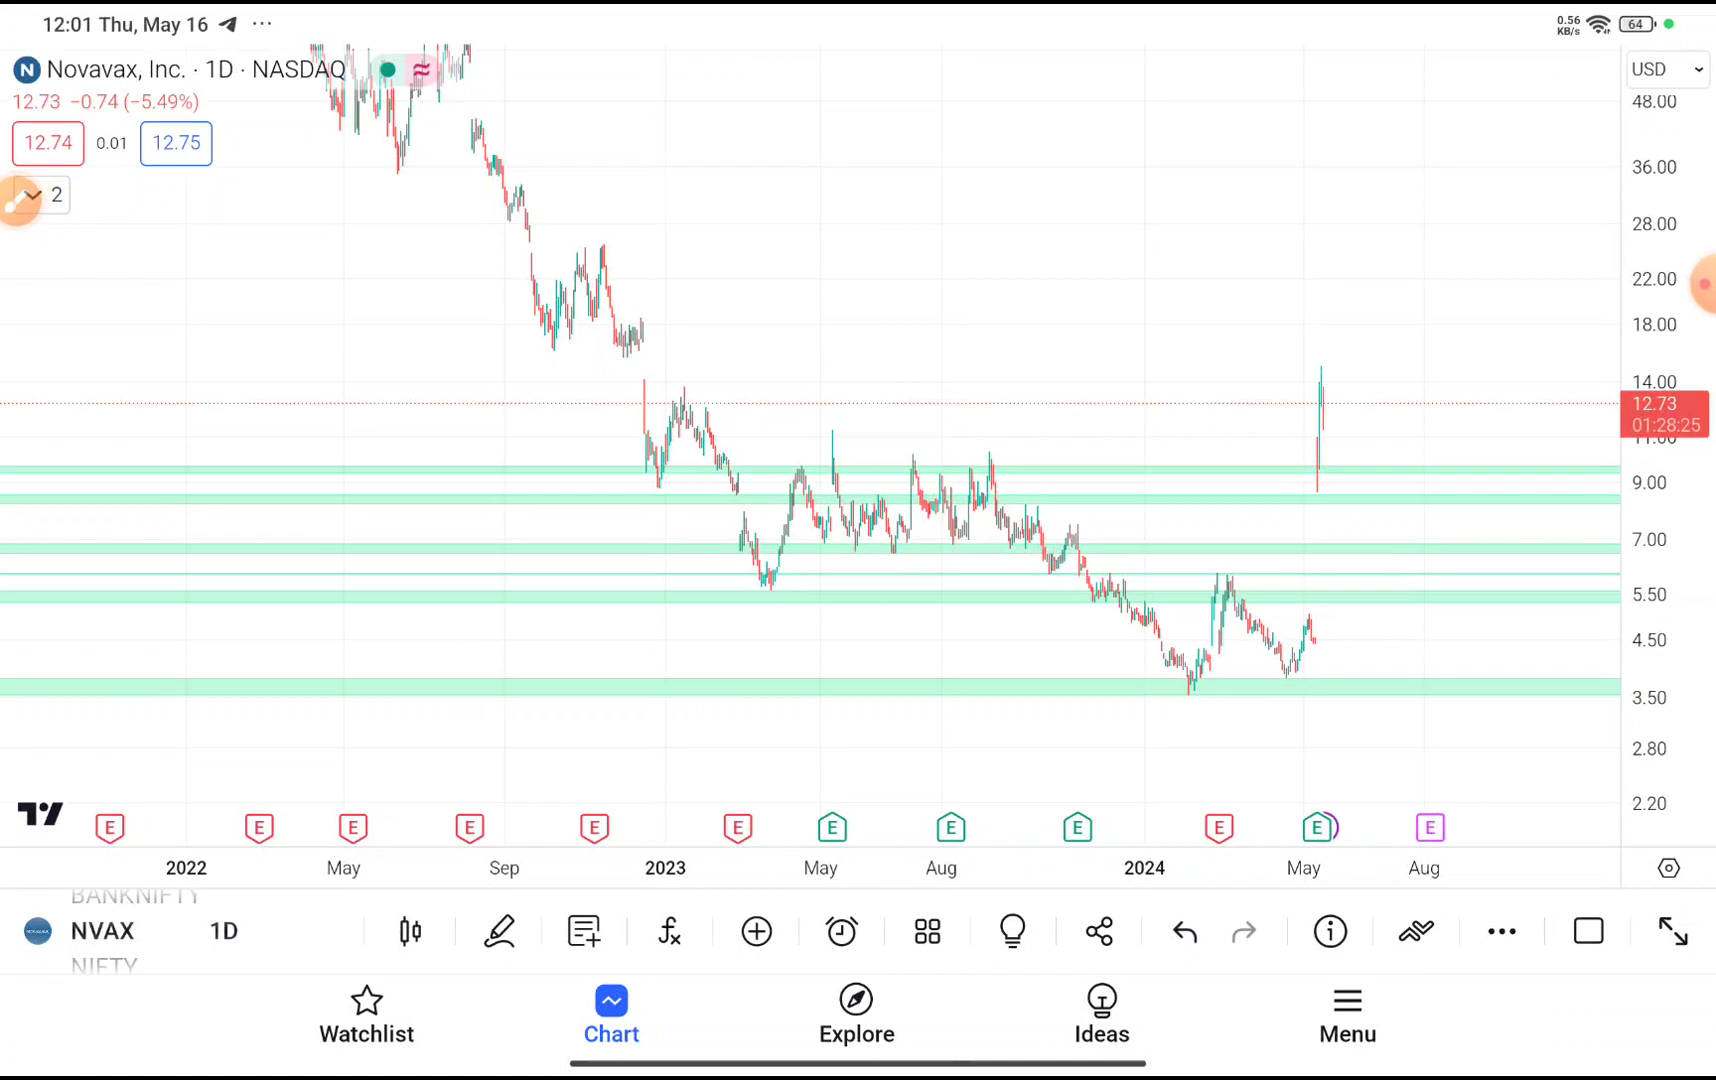 12:01 Thu, May 16 ···
0.56 KB/s 64
N Novavax, Inc. · 1D · NASDAQ
USD
12.73 −0.74 (−5.49%)
12.74 0.01 12.75
2
48.00
36.00
28.00
22.00
18.00
14.00
12.73
01:28:25
11.00
9.00
7.00
5.50
4.50
3.50
2.80
2.20
E E E E E E E E E E E E
2022 May Sep 2023 May Aug 2024 May Aug
BANKNIFTY
NVAX 1D
NIFTY
Watchlist Chart Explore Ideas Menu